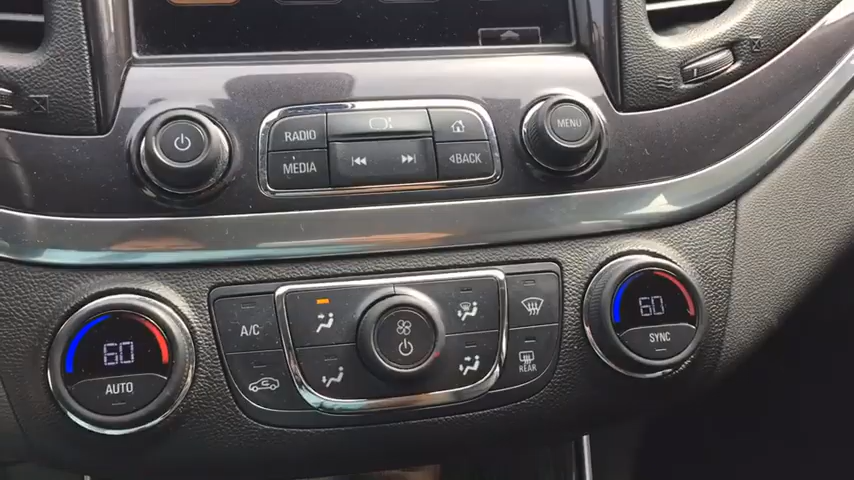 RADIO
MEDIA
BACK
MENU
60
AUTO
A/C
REAR
60
SYNC